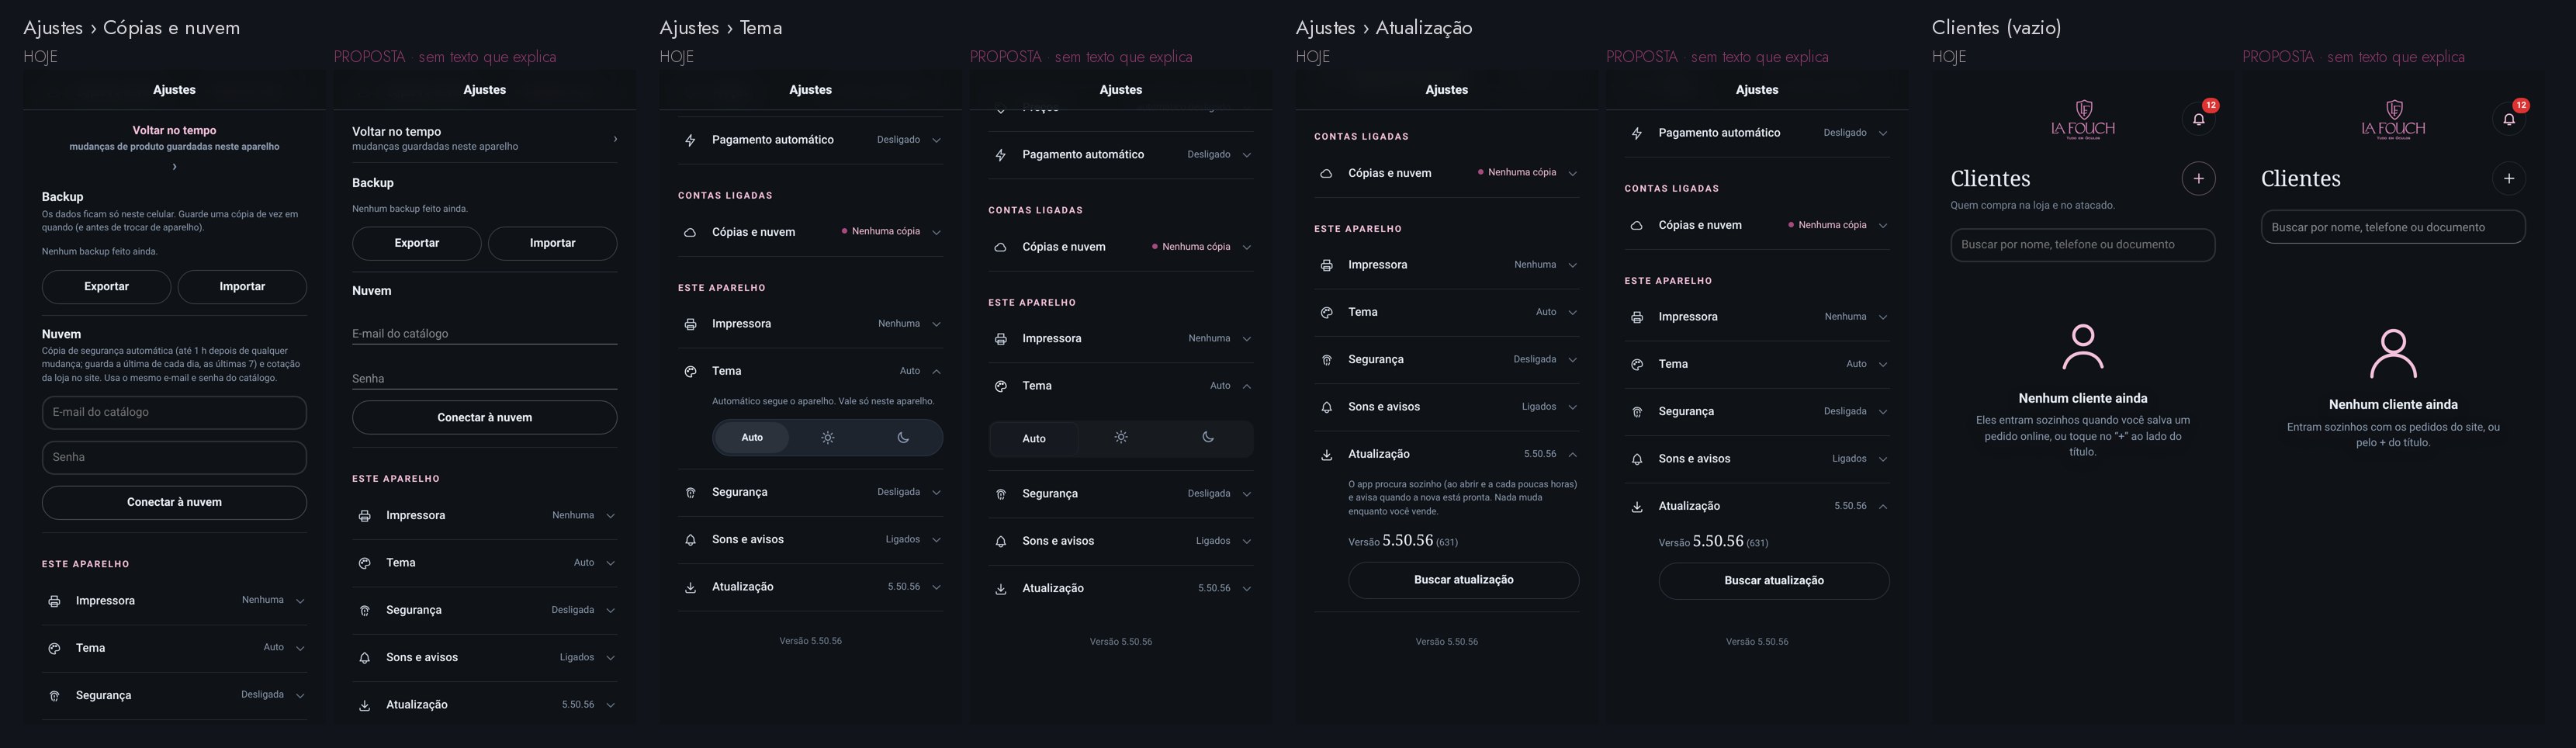 Ajustes › Cópias e nuvem
HOJE
PROPOSTA · sem texto que explica
Ajustes
Voltar no tempo
mudanças de produto guardadas neste aparelho
›
Backup
Os dados ficam só neste celular. Guarde uma cópia de vez em
quando (e antes de trocar de aparelho).
Nenhum backup feito ainda.
Exportar
Importar
Nuvem
Cópia de segurança automática (até 1 h depois de qualquer
mudança; guarda a última de cada dia, as últimas 7) e cotação
da loja no site. Usa o mesmo e-mail e senha do catálogo.
E-mail do catálogo
Senha
Conectar à nuvem
ESTE APARELHO
Impressora Nenhuma
Tema Auto
Segurança Desligada
Ajustes
Voltar no tempo
mudanças guardadas neste aparelho
›
Backup
Nenhum backup feito ainda.
Exportar
Importar
Nuvem
E-mail do catálogo
Senha
Conectar à nuvem
ESTE APARELHO
Impressora Nenhuma
Tema Auto
Segurança Desligada
Sons e avisos Ligados
Atualização 5.50.56
Ajustes › Tema
HOJE
PROPOSTA · sem texto que explica
Ajustes
Pagamento automático Desligado
CONTAS LIGADAS
Cópias e nuvem Nenhuma cópia
ESTE APARELHO
Impressora Nenhuma
Tema Auto
Automático segue o aparelho. Vale só neste aparelho.
Auto
Segurança Desligada
Sons e avisos Ligados
Atualização 5.50.56
Versão 5.50.56
Ajustes
Pagamento automático Desligado
CONTAS LIGADAS
Cópias e nuvem Nenhuma cópia
ESTE APARELHO
Impressora Nenhuma
Tema Auto
Auto
Segurança Desligada
Sons e avisos Ligados
Atualização 5.50.56
Versão 5.50.56
Ajustes › Atualização
HOJE
PROPOSTA · sem texto que explica
Ajustes
CONTAS LIGADAS
Cópias e nuvem Nenhuma cópia
ESTE APARELHO
Impressora Nenhuma
Tema Auto
Segurança Desligada
Sons e avisos Ligados
Atualização 5.50.56
O app procura sozinho (ao abrir e a cada poucas horas)
e avisa quando a nova está pronta. Nada muda
enquanto você vende.
Versão 5.50.56 (631)
Buscar atualização
Versão 5.50.56
Ajustes
Pagamento automático Desligado
CONTAS LIGADAS
Cópias e nuvem Nenhuma cópia
ESTE APARELHO
Impressora Nenhuma
Tema Auto
Segurança Desligada
Sons e avisos Ligados
Atualização 5.50.56
Versão 5.50.56 (631)
Buscar atualização
Versão 5.50.56
Clientes (vazio)
HOJE
PROPOSTA · sem texto que explica
LA FOUCH
12
Clientes
+
Quem compra na loja e no atacado.
Buscar por nome, telefone ou documento
Nenhum cliente ainda
Eles entram sozinhos quando você salva um
pedido online, ou toque no "+" ao lado do
título.
LA FOUCH
12
Clientes
+
Buscar por nome, telefone ou documento
Nenhum cliente ainda
Entram sozinhos com os pedidos do site, ou
pelo + do título.